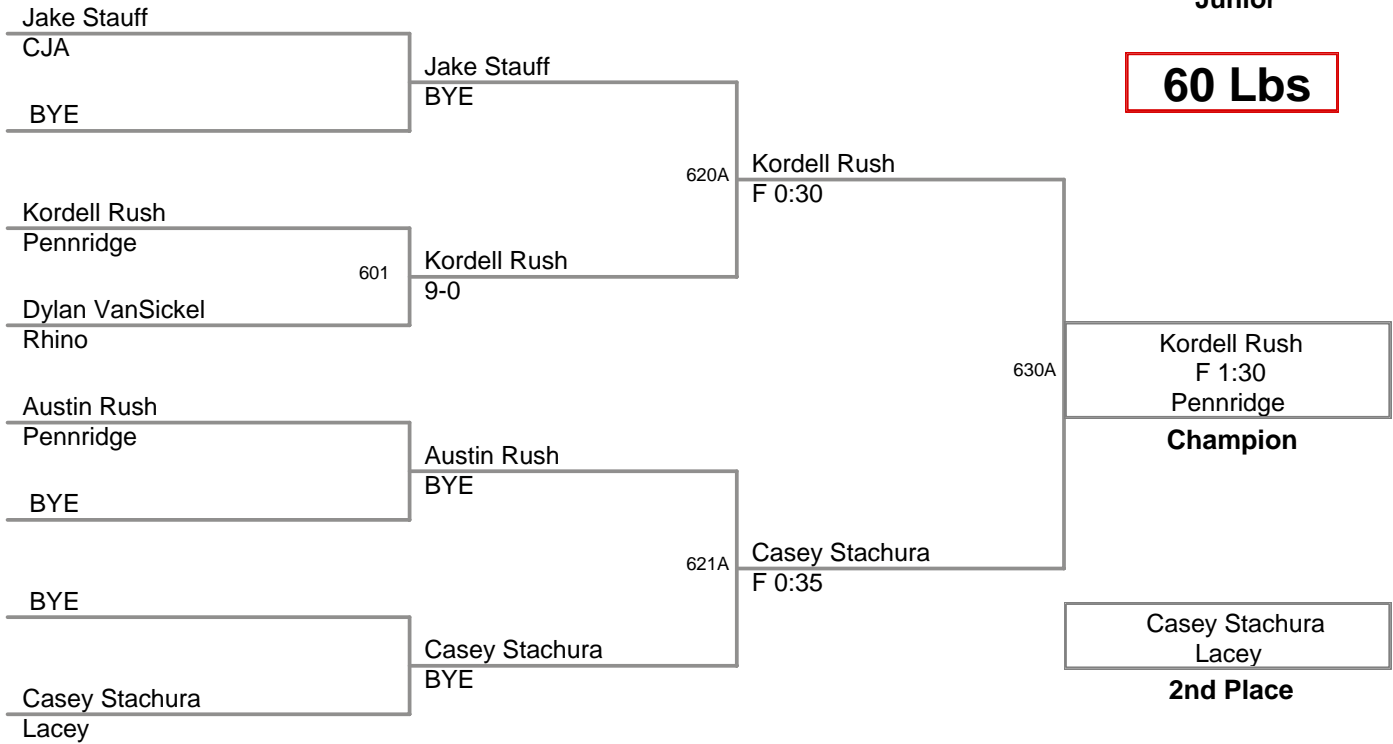 Junior
60 Lbs
Jake Stauff
CJA
BYE
Kordell Rush
Pennridge
601
Dylan VanSickel
Rhino
Austin Rush
Pennridge
BYE
BYE
Casey Stachura
Lacey
Jake Stauff
BYE
620A
Kordell Rush
9-0
Austin Rush
BYE
621A
Casey Stachura
BYE
Kordell Rush
F 0:30
630A
Casey Stachura
F 0:35
Kordell Rush
F 1:30
Pennridge
Champion
Casey Stachura
Lacey
2nd Place